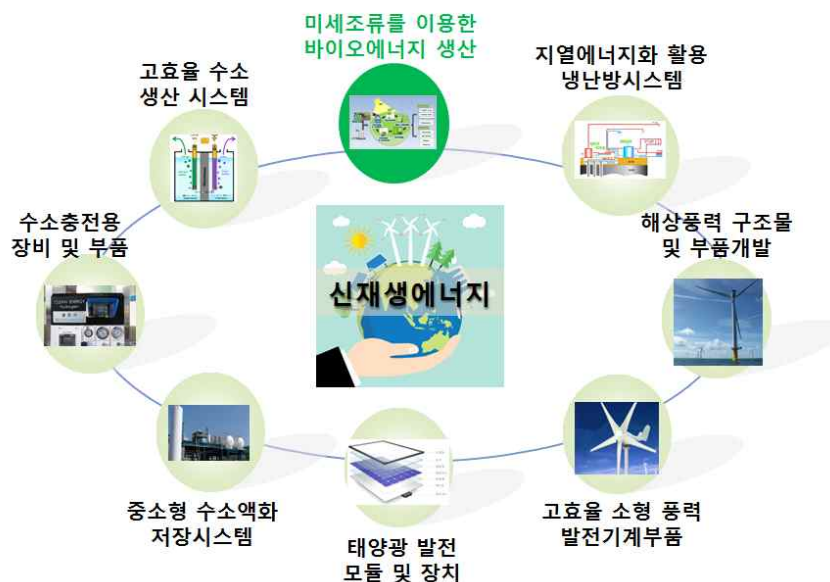 미세조류를 이용한
바이오에너지 생산
지열에너지화 활용
냉난방시스템
해상풍력 구조물
및 부품개발
고효율 소형 풍력
발전기계부품
태양광 발전
모듈 및 장치
중소형 수소액화
저장시스템
수소충전용
장비 및 부품
고효율 수소
생산 시스템
신재생에너지